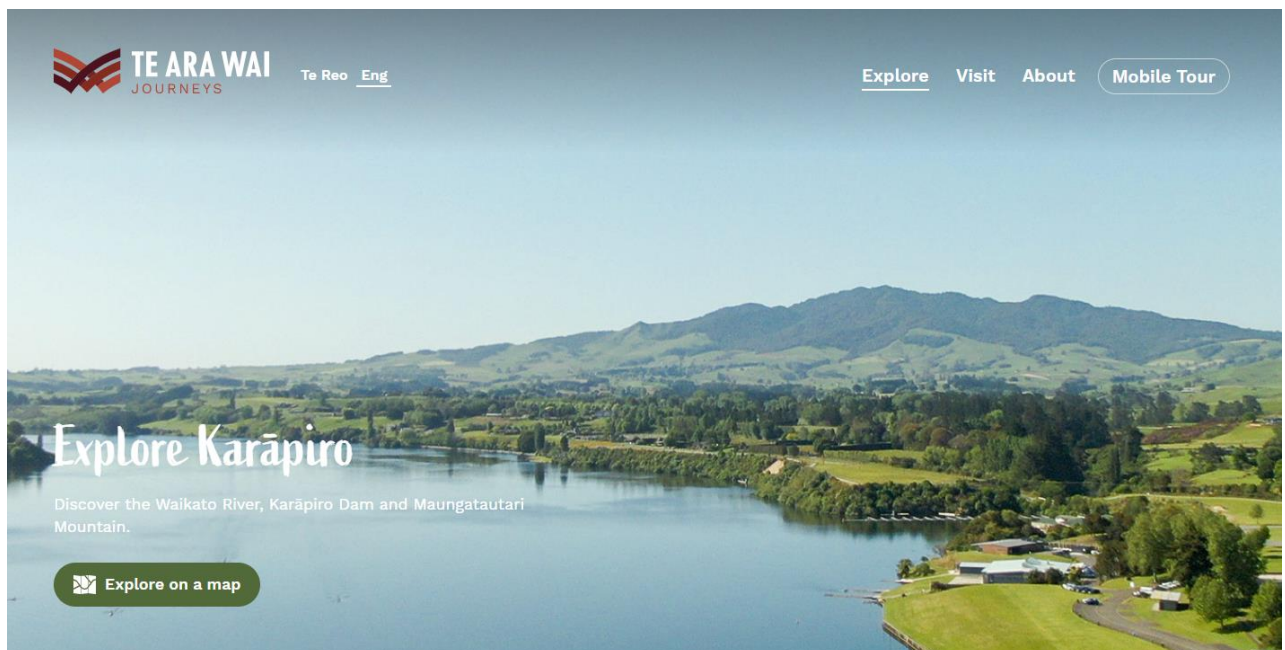 TE ARA WAI
JOURNEYS
Te Reo Eng
Explore Visit About Mobile Tour
Explore Karāpiro
Discover the Waikato River, Karāpiro Dam and Maungatautari
Mountain.
Explore on a map